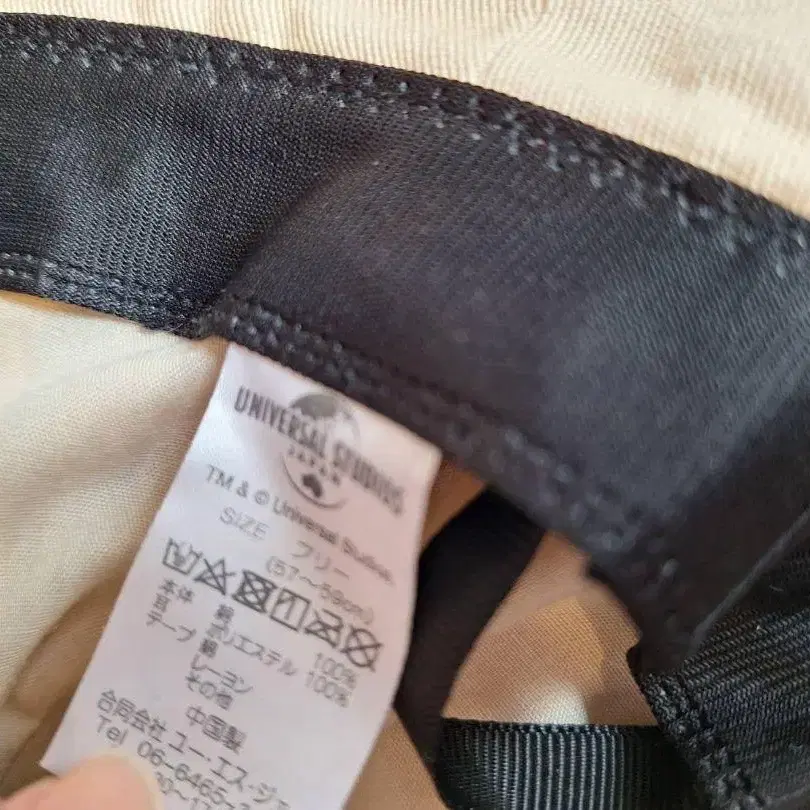 UNIVERSAL STUDIOS
JAPAN
TM & © Universal Studios.
SIZE フリー
(57～59cm)
本体 綿 100%
耳 ポリエステル 100%
テープ 綿
レーヨン
その他
中国製
合同会社 ユー・エス・ジェ
Tel 06-6465-